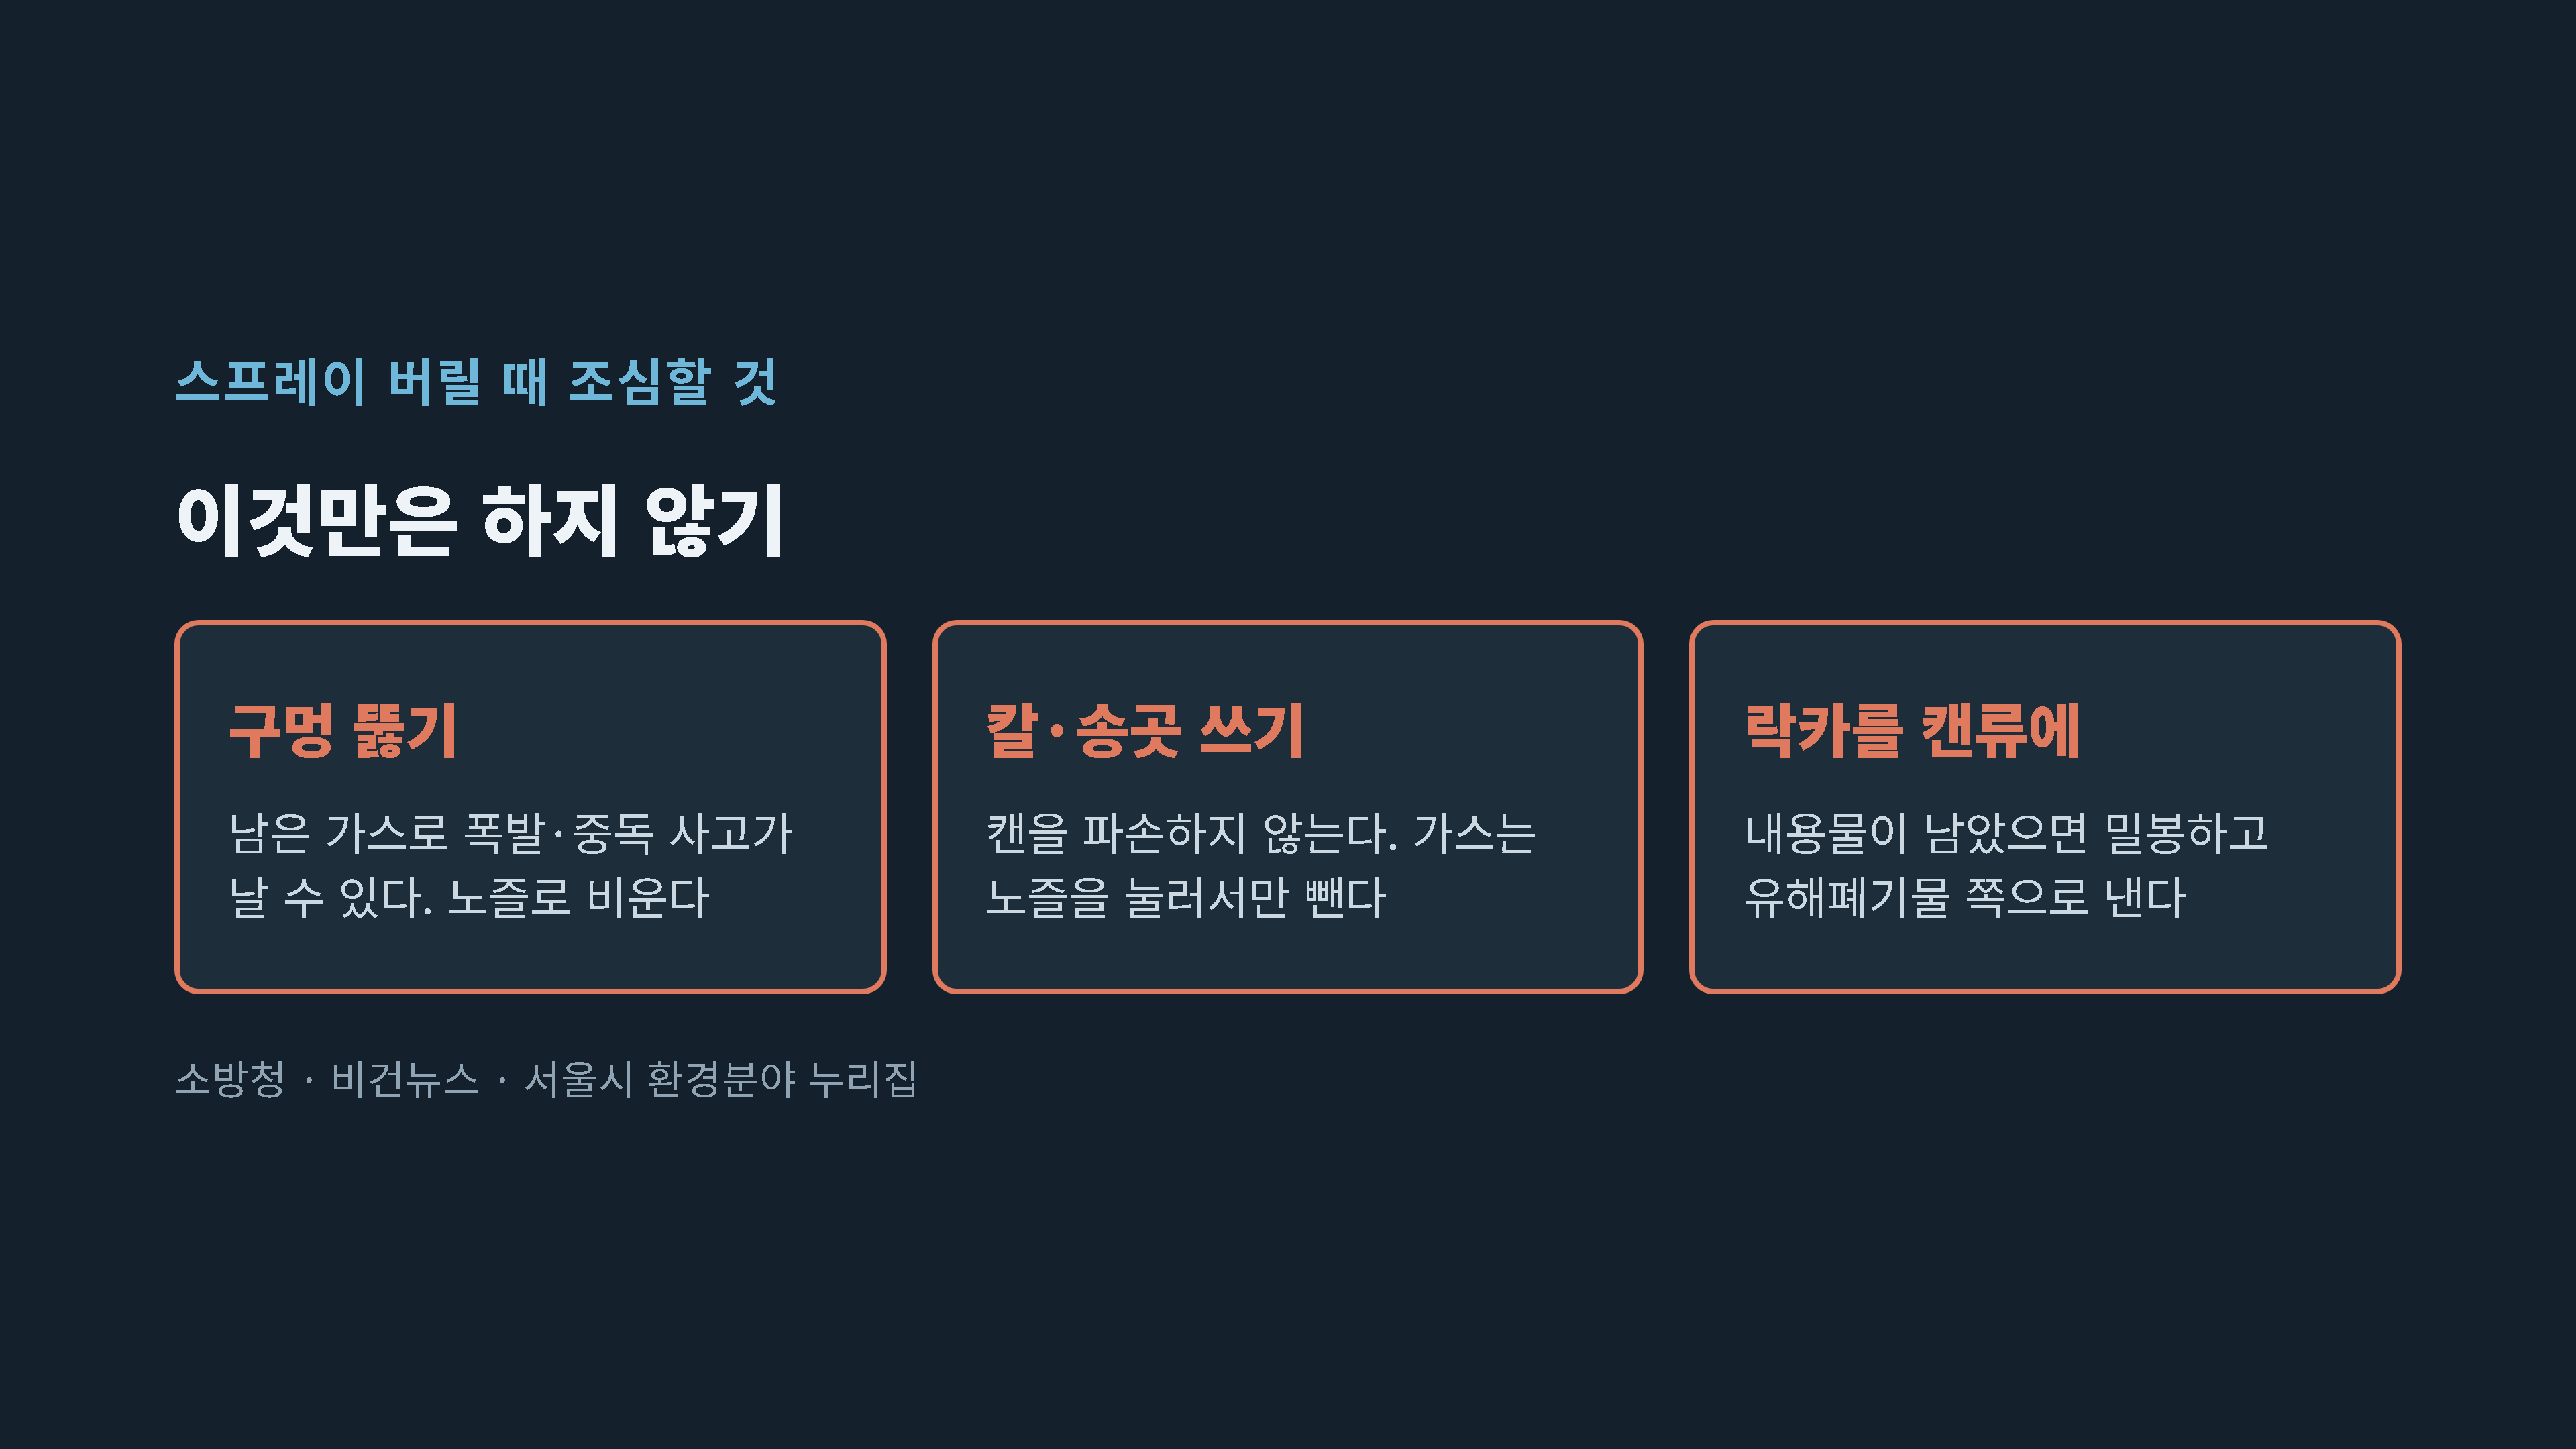 스프레이 버릴 때 조심할 것
이것만은 하지 않기
구멍 뚫기
남은 가스로 폭발·중독 사고가
날 수 있다. 노즐로 비운다
칼·송곳 쓰기
캔을 파손하지 않는다. 가스는
노즐을 눌러서만 뺀다
락카를 캔류에
내용물이 남았으면 밀봉하고
유해폐기물 쪽으로 낸다
소방청 · 비건뉴스 · 서울시 환경분야 누리집